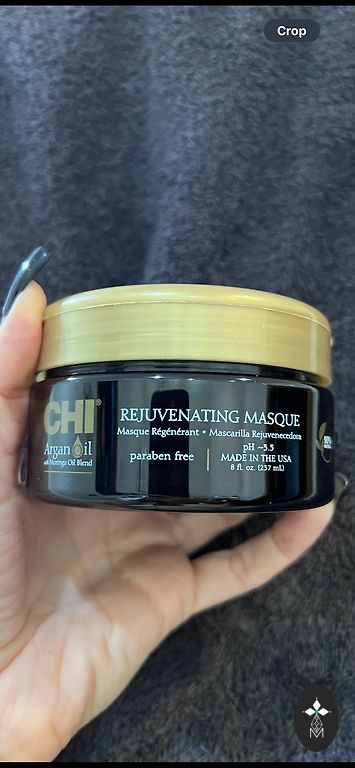 Crop
CHI®
Argan Oil
with Moringa Oil Blend
REJUVENATING MASQUE
Masque Régénérant • Mascarilla Rejuvenecedora
paraben free
pH ~3.5
MADE IN THE USA
8 fl. oz. (237 mL)
M